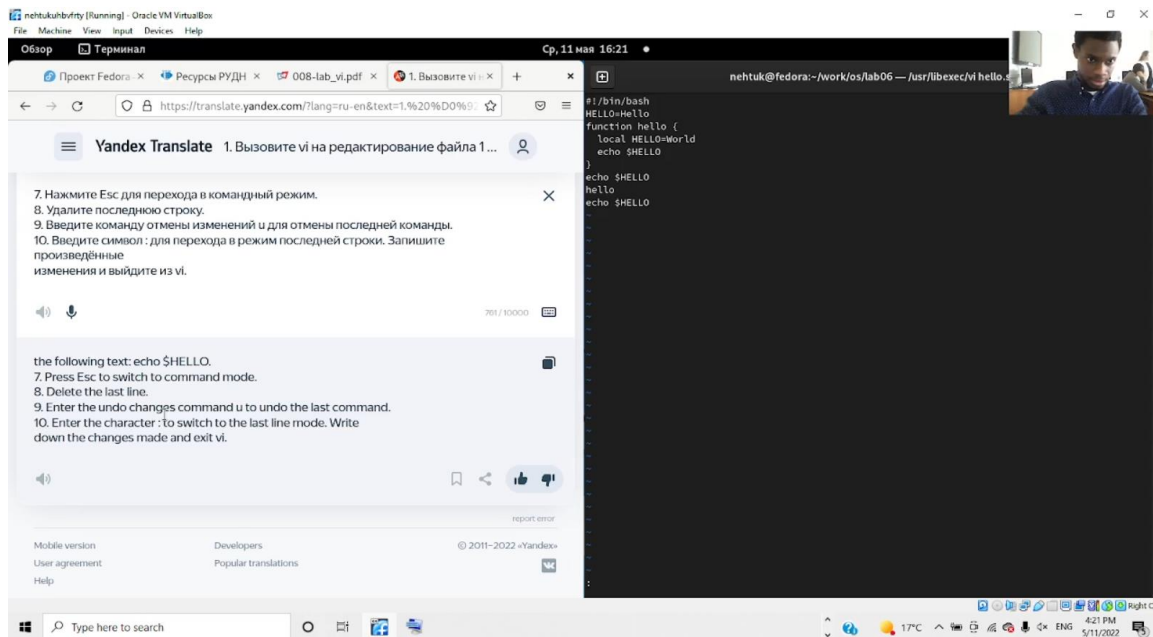 nehtukuhbvfrty [Running] - Oracle VM VirtualBox
File Machine View Input Devices Help
Обзор Терминал Ср, 11 мая 16:21
Проект Fedora Ресурсы РУДН 008-lab_vi.pdf 1. Вызовите vi н
https://translate.yandex.com/?lang=ru-en&text=1.%20%D0%9
nehtuk@fedora:~/work/os/lab06 — /usr/libexec/vi hello.s
Yandex Translate 1. Вызовите vi на редактирование файла 1...
7. Нажмите Esc для перехода в командный режим.
8. Удалите последнюю строку.
9. Введите команду отмены изменений u для отмены последней команды.
10. Введите символ : для перехода в режим последней строки. Запишите
произведённые
изменения и выйдите из vi.
761 / 10000
the following text: echo $HELLO.
7. Press Esc to switch to command mode.
8. Delete the last line.
9. Enter the undo changes command u to undo the last command.
10. Enter the character : to switch to the last line mode. Write
down the changes made and exit vi.
report error
Mobile version Developers © 2011–2022 «Yandex»
User agreement Popular translations
Help
#!/bin/bash
HELLO=Hello
function hello {
local HELLO=World
echo $HELLO
}
echo $HELLO
hello
echo $HELLO
:
Right C
Type here to search
17°C ENG 4:21 PM
5/11/2022